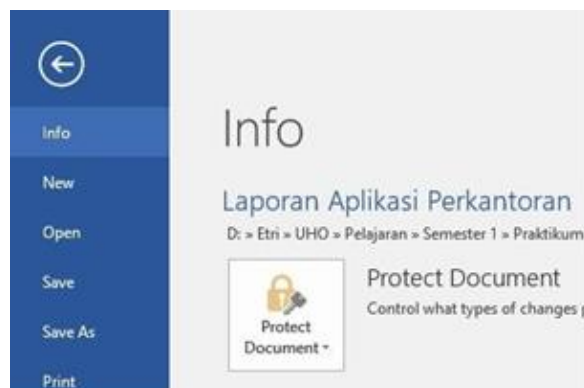 Info
New
Open
Save
Save As
Print
Info
Laporan Aplikasi Perkantoran
D: » Etri » UHO » Pelajaran » Semester 1 » Praktikum
Protect
Document
Protect Document
Control what types of changes